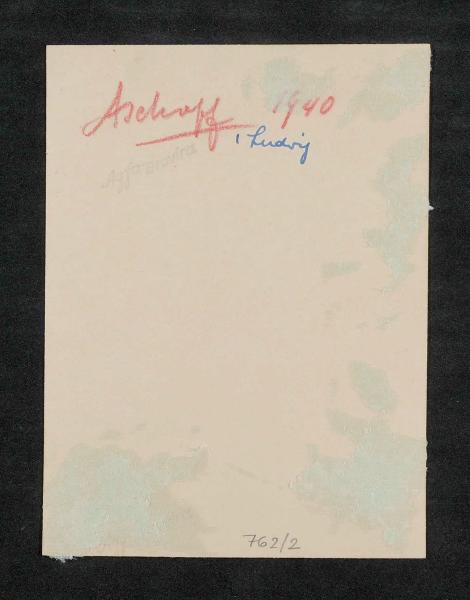 Aschoff 1940
, Ludwig
762/2